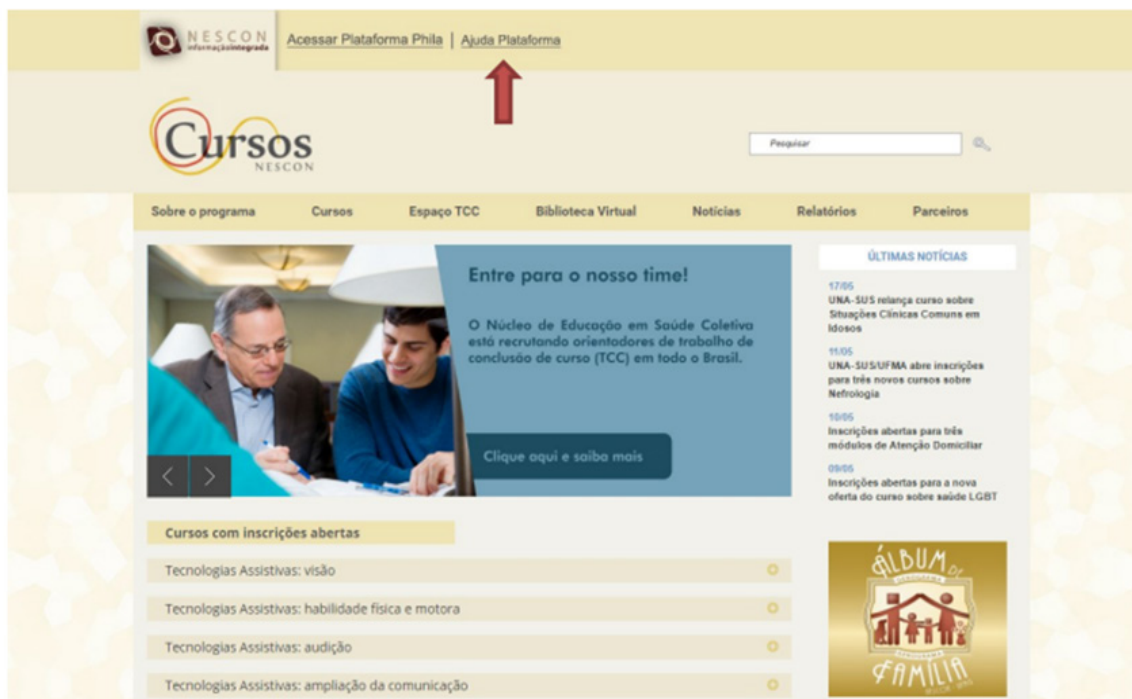 NESCON
informaçãointegrada
Acessar Plataforma Phila | Ajuda Plataforma
Cursos
NESCON
Pesquisar
Sobre o programa Cursos Espaço TCC Biblioteca Virtual Notícias Relatórios Parceiros
Entre para o nosso time!
O Núcleo de Educação em Saúde Coletiva
está recrutando orientadores de trabalho de
conclusão de curso (TCC) em todo o Brasil.
Clique aqui e saiba mais
ÚLTIMAS NOTÍCIAS
17/05
UNA-SUS relança curso sobre
Situações Clínicas Comuns em
Idosos
11/05
UNA-SUS/UFMA abre inscrições
para três novos cursos sobre
Nefrologia
10/05
Inscrições abertas para três
módulos de Atenção Domiciliar
09/05
Inscrições abertas para a nova
oferta do curso sobre saúde LGBT
Cursos com inscrições abertas
Tecnologias Assistivas: visão
Tecnologias Assistivas: habilidade física e motora
Tecnologias Assistivas: audição
Tecnologias Assistivas: ampliação da comunicação
ÁLBUM DE
FAMÍLIA